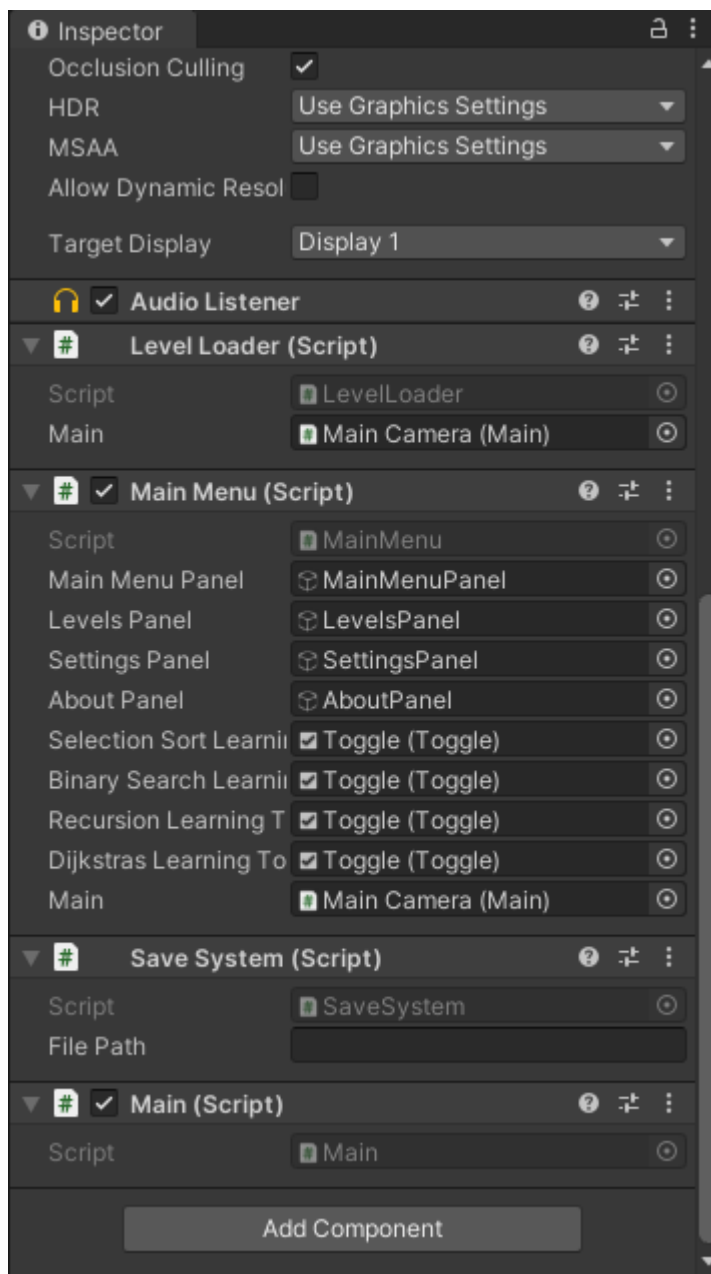 Inspector
Occlusion Culling
HDR Use Graphics Settings
MSAA Use Graphics Settings
Allow Dynamic Resol
Target Display Display 1
Audio Listener
Level Loader (Script)
Script LevelLoader
Main Main Camera (Main)
Main Menu (Script)
Script MainMenu
Main Menu Panel MainMenuPanel
Levels Panel LevelsPanel
Settings Panel SettingsPanel
About Panel AboutPanel
Selection Sort Learnin Toggle (Toggle)
Binary Search Learnin Toggle (Toggle)
Recursion Learning T Toggle (Toggle)
Dijkstras Learning To Toggle (Toggle)
Main Main Camera (Main)
Save System (Script)
Script SaveSystem
File Path
Main (Script)
Script Main
Add Component